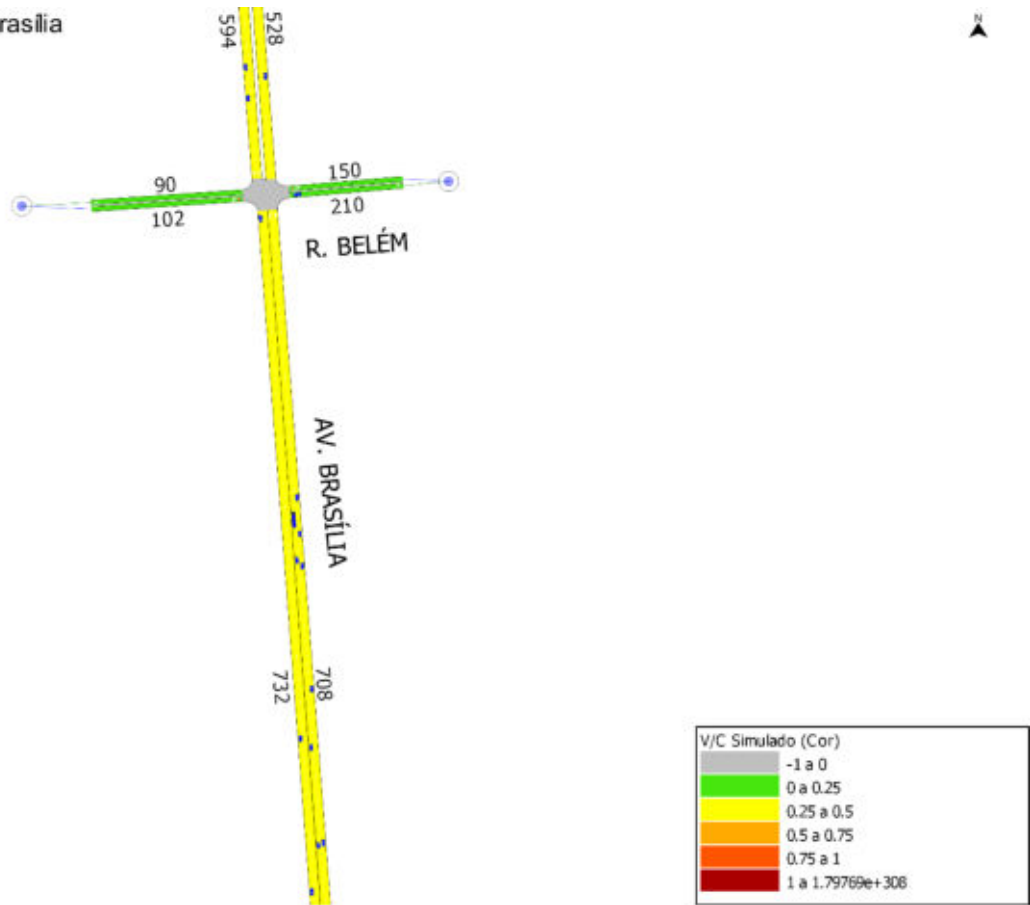 rasília
N
594
528
90
102
150
210
R. BELÉM
AV. BRASÍLIA
732
708
V/C Simulado (Cor)
-1 a 0
0 a 0.25
0.25 a 0.5
0.5 a 0.75
0.75 a 1
1 a 1.79769e+308